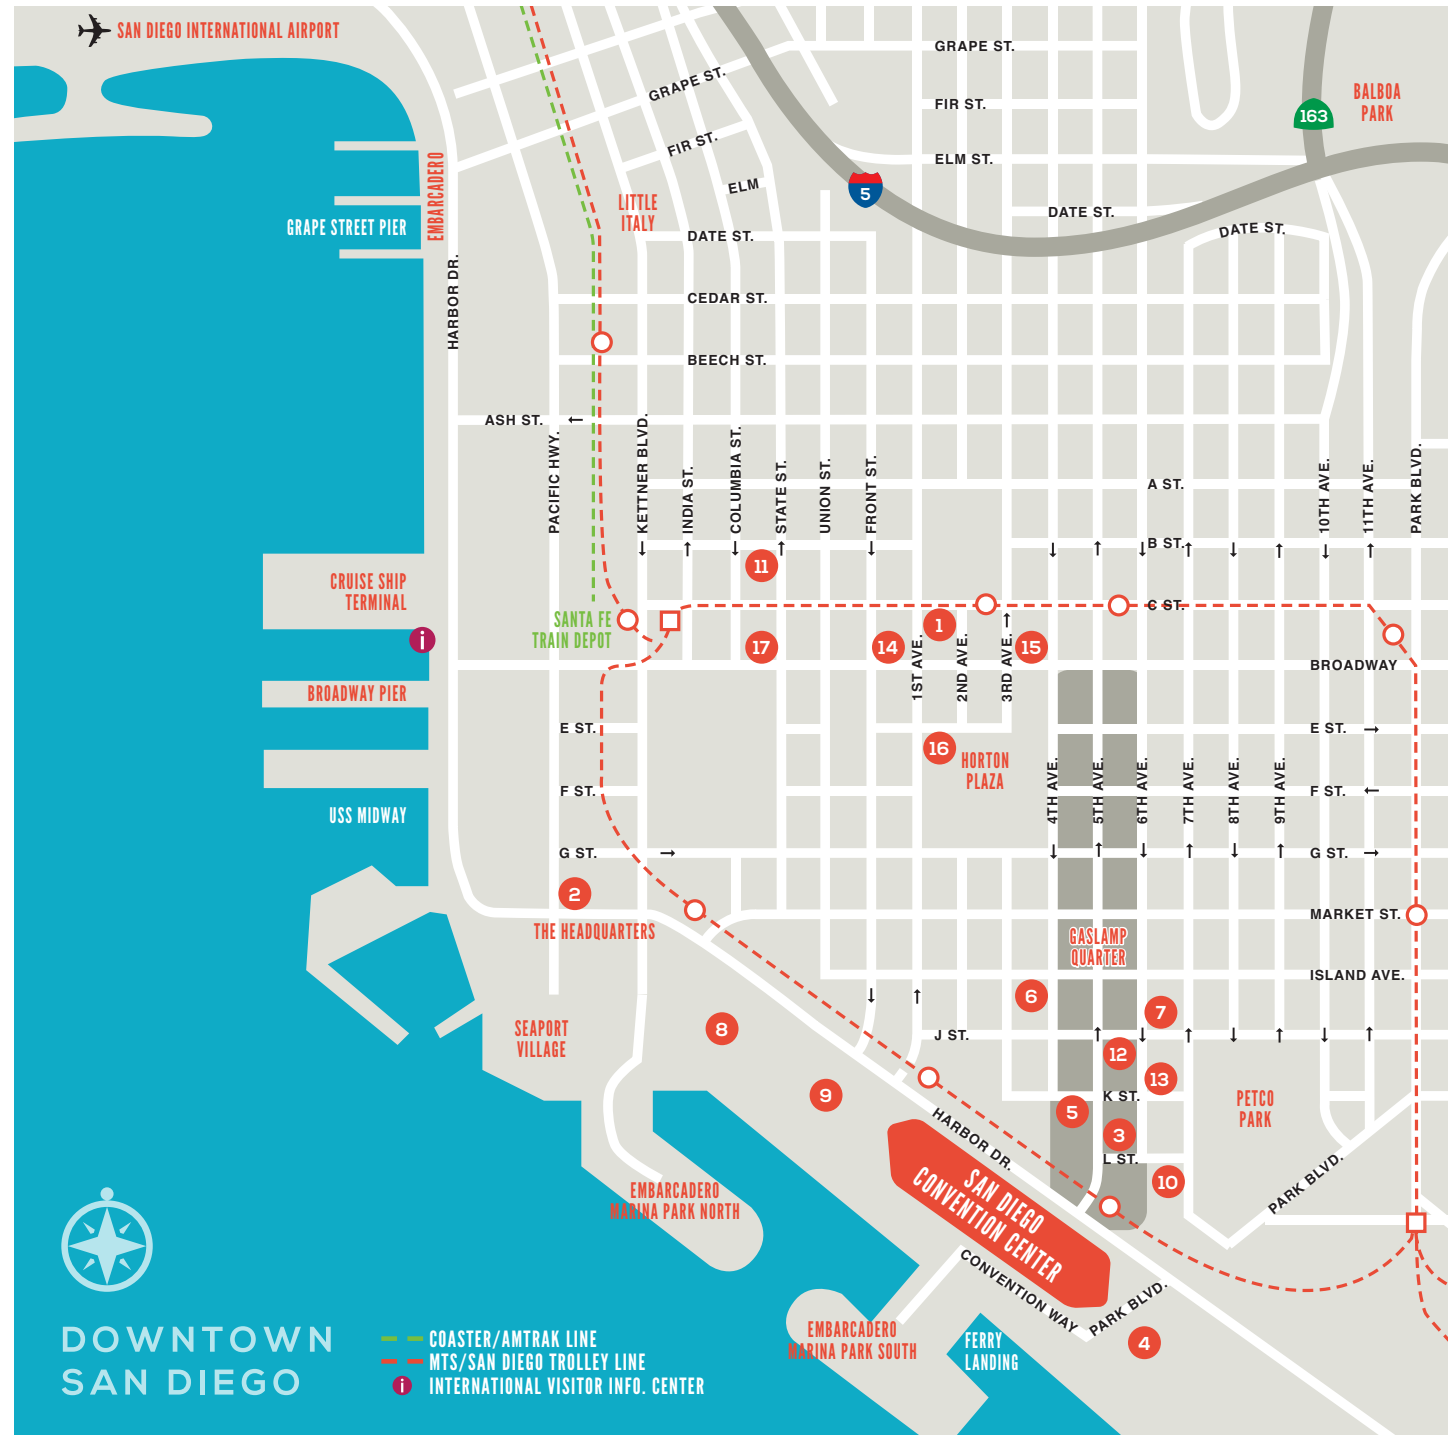 SAN DIEGO INTERNATIONAL AIRPORT
GRAPE ST.
GRAPE ST.
FIR ST.
FIR ST.
163
BALBOA
PARK
EMBARCADERO
ELM ST.
ELM
5
LITTLE
ITALY
GRAPE STREET PIER
DATE ST.
DATE ST.
DATE ST.
HARBOR DR.
CEDAR ST.
BEECH ST.
ASH ST.
PACIFIC HWY.
KETTNER BLVD.
INDIA ST.
COLUMBIA ST.
STATE ST.
UNION ST.
FRONT ST.
A ST.
10TH AVE.
11TH AVE.
PARK BLVD.
B ST.
11
CRUISE SHIP
TERMINAL
C ST.
SANTA FE
TRAIN DEPOT
i
17
14
1
15
1ST AVE.
2ND AVE.
3RD AVE.
BROADWAY
BROADWAY PIER
E ST.
E ST.
16
HORTON
PLAZA
4TH AVE.
5TH AVE.
6TH AVE.
7TH AVE.
8TH AVE.
9TH AVE.
F ST.
F ST.
USS MIDWAY
G ST.
G ST.
2
THE HEADQUARTERS
MARKET ST.
GASLAMP
QUARTER
ISLAND AVE.
6
7
SEAPORT
VILLAGE
8
J ST.
12
13
9
K ST.
5
PETCO
PARK
3
HARBOR DR.
L ST.
10
PARK BLVD.
SAN DIEGO
CONVENTION CENTER
EMBARCADERO
MARINA PARK NORTH
CONVENTION WAY
PARK BLVD.
4
EMBARCADERO
MARINA PARK SOUTH
FERRY
LANDING
DOWNTOWN
SAN DIEGO
COASTER/AMTRAK LINE
MTS/SAN DIEGO TROLLEY LINE
i
INTERNATIONAL VISITOR INFO. CENTER